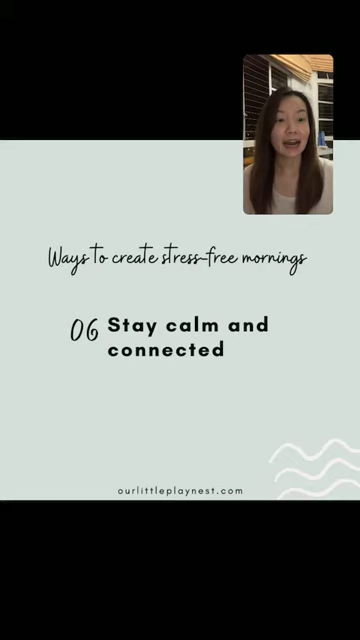 Ways to create stress-free mornings
06 Stay calm and
connected
ourlittleplaynest.com